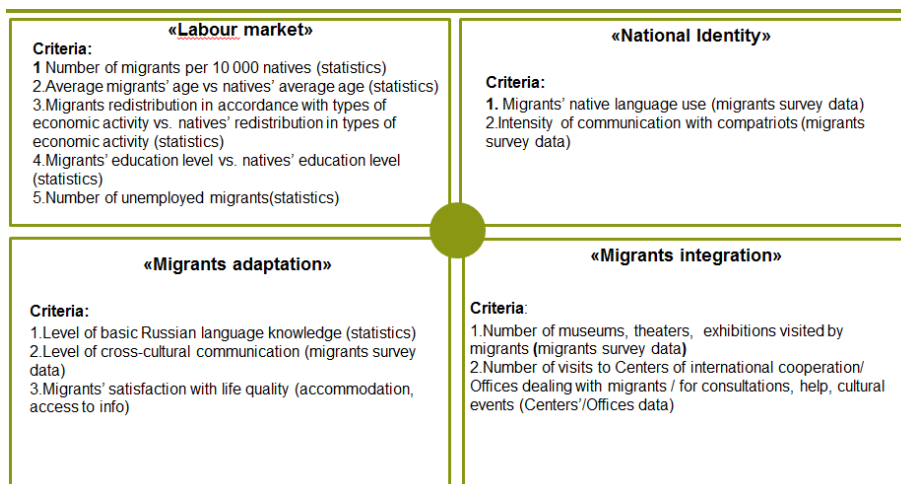 «Labour market»
Criteria:
1 Number of migrants per 10 000 natives (statistics)
2.Average migrants’ age vs natives’ average age (statistics)
3.Migrants redistribution in accordance with types of
economic activity vs. natives’ redistribution in types of
economic activity (statistics)
4.Migrants’ education level vs. natives’ education level
(statistics)
5.Number of unemployed migrants(statistics)
«National Identity»
Criteria:
1. Migrants’ native language use (migrants survey data)
2.Intensity of communication with compatriots (migrants
survey data)
«Migrants adaptation»
Criteria:
1.Level of basic Russian language knowledge (statistics)
2.Level of cross-cultural communication (migrants survey
data)
3.Migrants’ satisfaction with life quality (accommodation,
access to info)
«Migrants integration»
Criteria:
1.Number of museums, theaters, exhibitions visited by
migrants (migrants survey data)
2.Number of visits to Centers of international cooperation/
Offices dealing with migrants / for consultations, help, cultural
events (Centers’/Offices data)